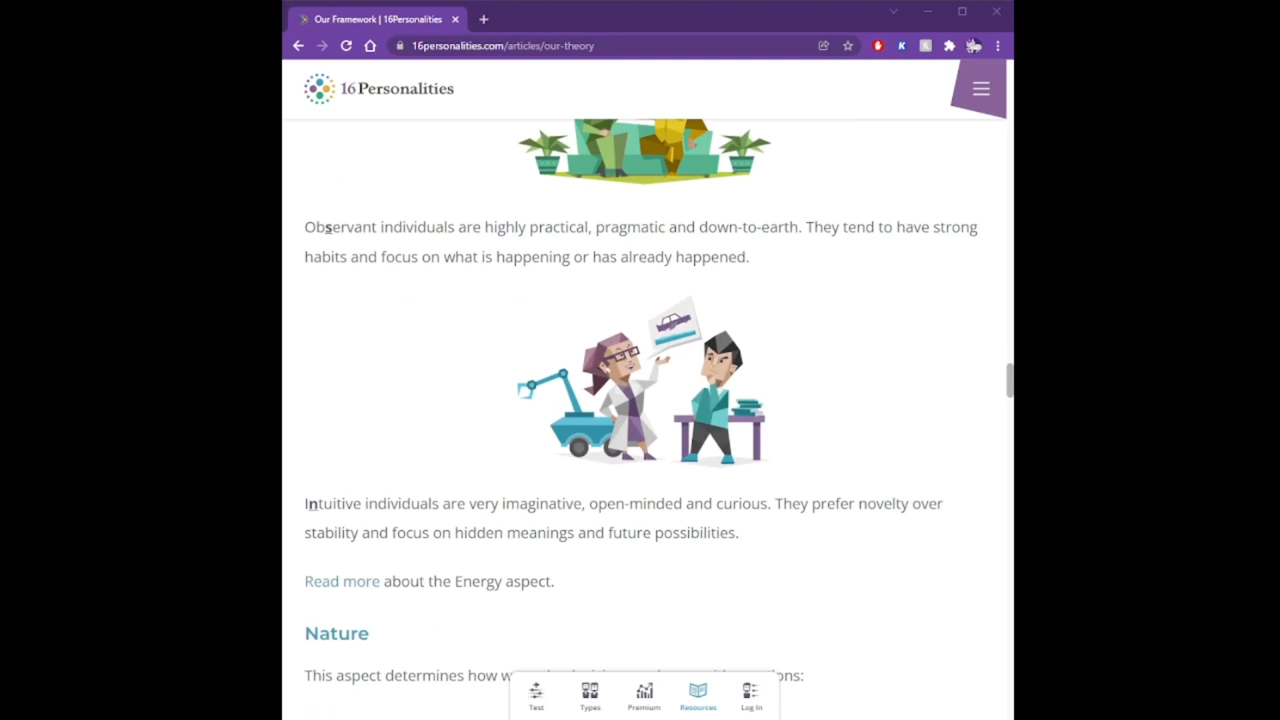 Our Framework | 16Personalities
16personalities.com/articles/our-theory
16Personalities
Observant individuals are highly practical, pragmatic and down-to-earth. They tend to have strong
habits and focus on what is happening or has already happened.
Intuitive individuals are very imaginative, open-minded and curious. They prefer novelty over
stability and focus on hidden meanings and future possibilities.
Read more about the Energy aspect.
Nature
This aspect determines how
Test Types Premium Resources Log In